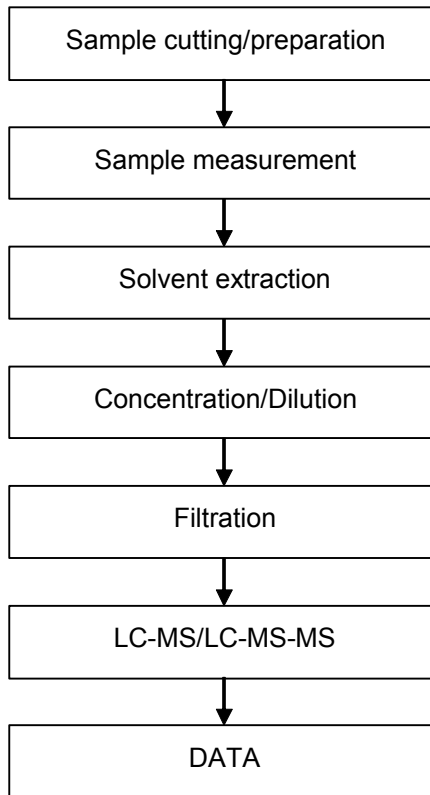 Sample cutting/preparation
Sample measurement
Solvent extraction
Concentration/Dilution
Filtration
LC-MS/LC-MS-MS
DATA